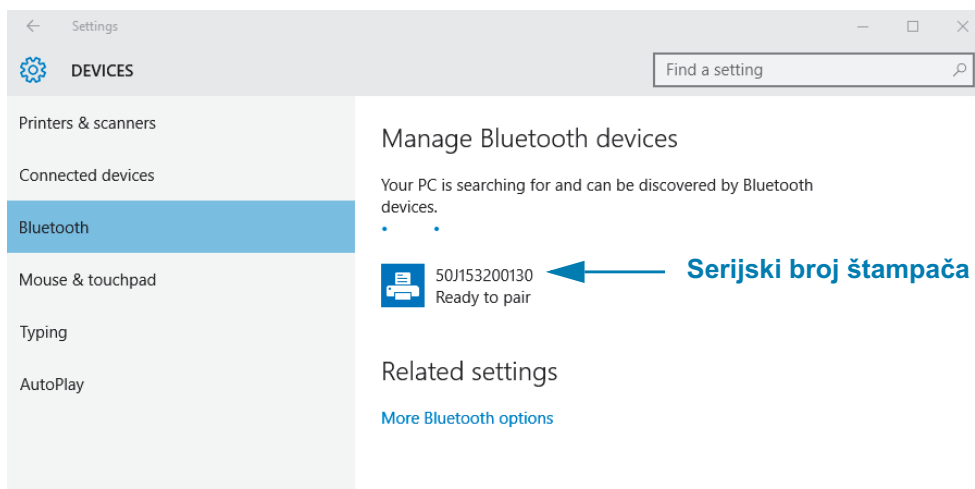 Settings
DEVICES
Find a setting
Printers & scanners
Connected devices
Bluetooth
Mouse & touchpad
Typing
AutoPlay
Manage Bluetooth devices
Your PC is searching for and can be discovered by Bluetooth
devices.
50J153200130
Ready to pair
Serijski broj štampača
Related settings
More Bluetooth options